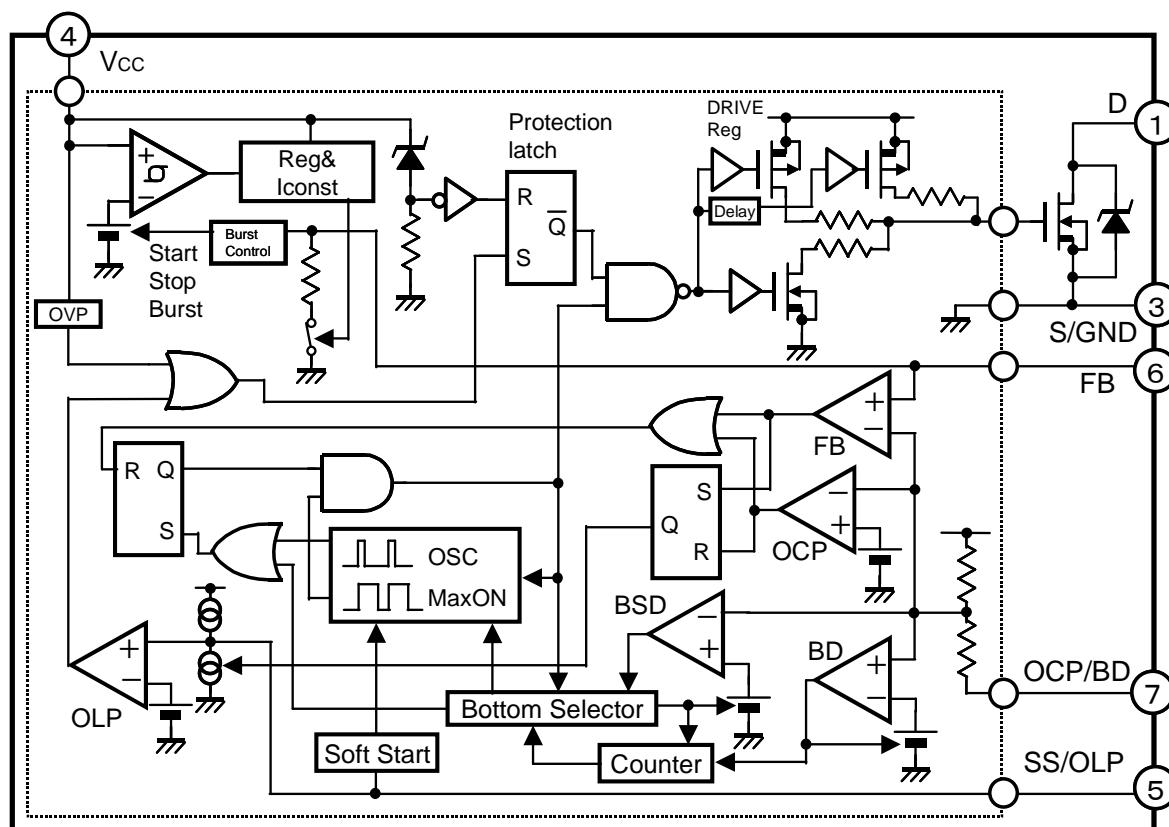 4
VCC
D
1
DRIVE
Reg
Protection
latch
+
−
Reg&
Iconst
R
Q
S
Delay
Burst
Control
Start
Stop
Burst
OVP
3
S/GND
6
FB
+
−
FB
R Q
S
S
Q
R
−
+
OCP
OSC
MaxON
BSD
−
+
BD
+
−
+
−
OLP
OCP/BD
7
Bottom Selector
Soft Start
Counter
SS/OLP
5